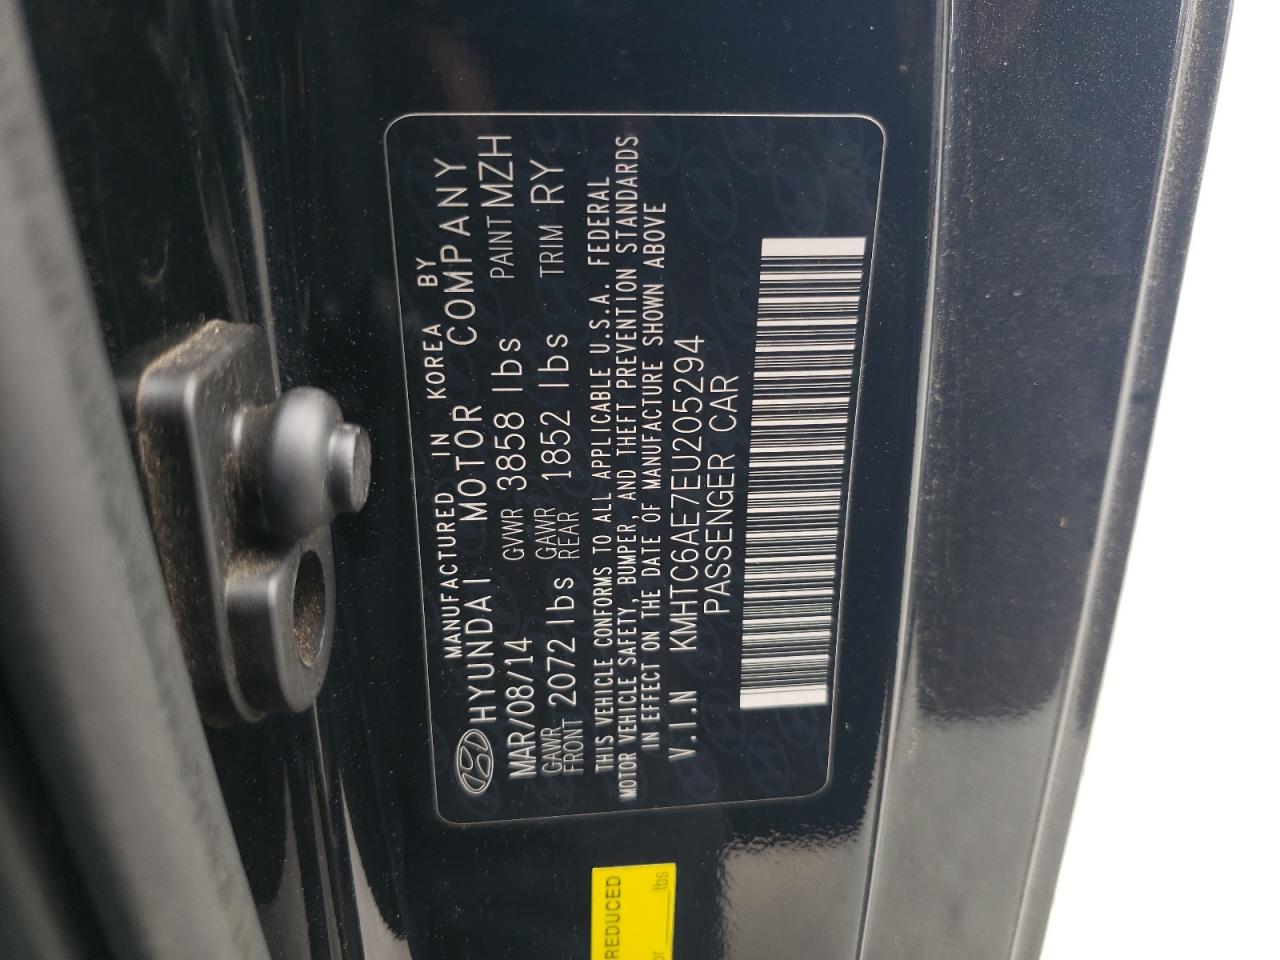 MANUFACTURED IN KOREA BY
HYUNDAI MOTOR COMPANY
MAR/08/14 GVWR 3858 lbs PAINT MZH
GAWR FRONT 2072 lbs GAWR REAR 1852 lbs TRIM RY
THIS VEHICLE CONFORMS TO ALL APPLICABLE U.S.A. FEDERAL
MOTOR VEHICLE SAFETY, BUMPER, AND THEFT PREVENTION STANDARDS
IN EFFECT ON THE DATE OF MANUFACTURE SHOWN ABOVE
V.I.N KMHTC6AE7EU205294
PASSENGER CAR
REDUCED
lbs